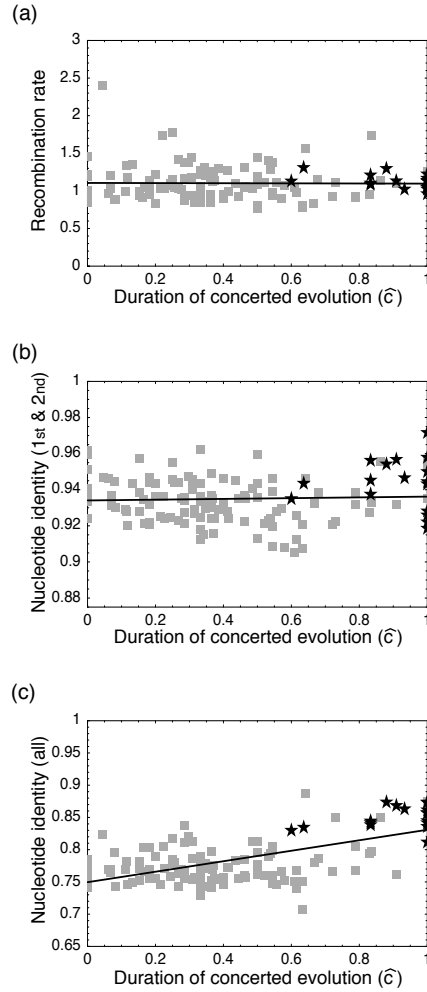 (a)
3
2.5
2
1.5
1
0.5
0
Recombination rate
0 0.2 0.4 0.6 0.8 1
Duration of concerted evolution (ĉ)
(b)
1
0.98
0.96
0.94
0.92
0.9
0.88
Nucleotide identity (1st & 2nd)
0 0.2 0.4 0.6 0.8 1
Duration of concerted evolution (ĉ)
(c)
1
0.95
0.9
0.85
0.8
0.75
0.7
0.65
Nucleotide identity (all)
0 0.2 0.4 0.6 0.8 1
Duration of concerted evolution (ĉ)